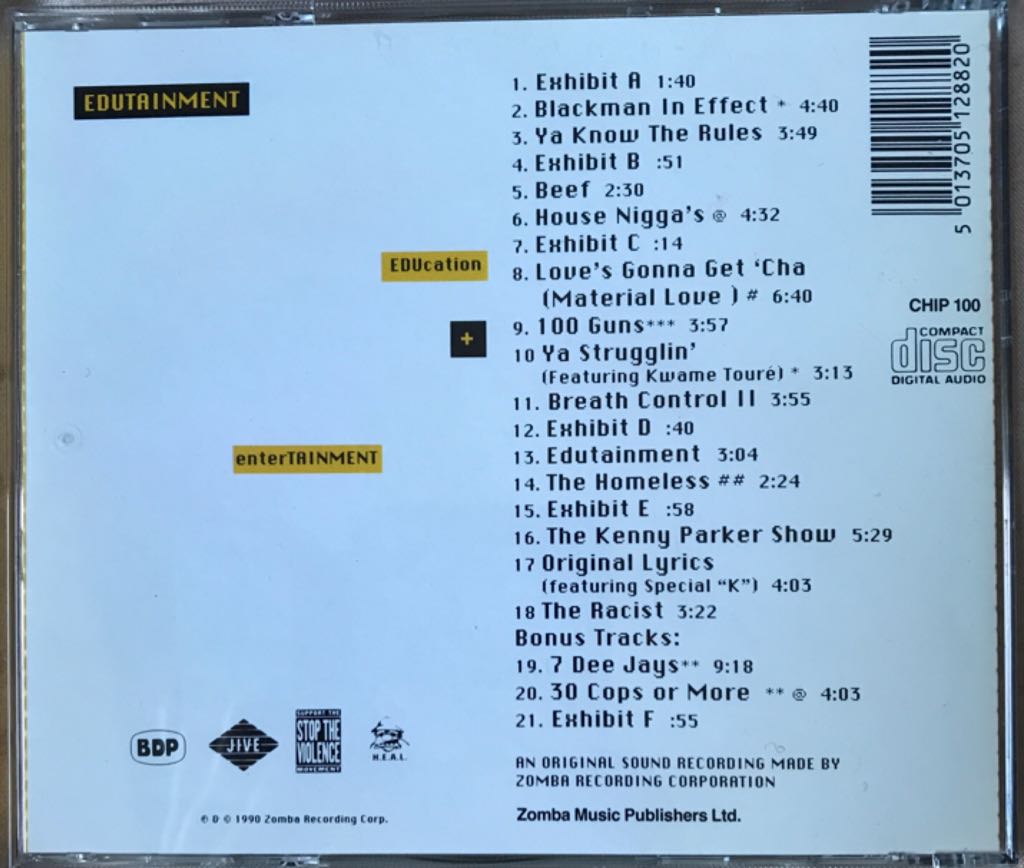 EDUTAINMENT
EDUcation
+
enterTAINMENT
1. Exhibit A 1:40
2. Blackman In Effect * 4:40
3. Ya Know The Rules 3:49
4. Exhibit B :51
5. Beef 2:30
6. House Nigga's @ 4:32
7. Exhibit C :14
8. Love's Gonna Get 'Cha
(Material Love ) # 6:40
9. 100 Guns*** 3:57
10 Ya Strugglin'
(Featuring Kwame Touré) * 3:13
11. Breath Control II 3:55
12. Exhibit D :40
13. Edutainment 3:04
14. The Homeless ## 2:24
15. Exhibit E :58
16. The Kenny Parker Show 5:29
17 Original Lyrics
(featuring Special "K") 4:03
18 The Racist 3:22
Bonus Tracks:
19. 7 Dee Jays** 9:18
20. 30 Cops or More ** @ 4:03
21. Exhibit F :55
AN ORIGINAL SOUND RECORDING MADE BY
ZOMBA RECORDING CORPORATION
Zomba Music Publishers Ltd.
5 013705 128820
CHIP 100
COMPACT
disc
DIGITAL AUDIO
BDP
JIVE
SUPPORT THE
STOP THE
VIOLENCE
MOVEMENT
H.E.A.L.
1990 Zomba Recording Corp.